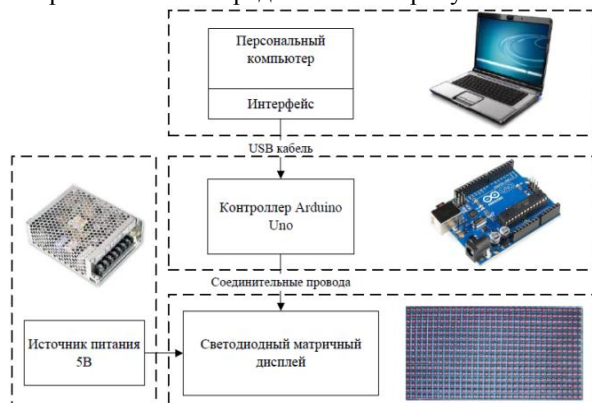 Персональный
компьютер
Интерфейс
USB кабель
Контроллер Arduino
Uno
Соединительные провода
Источник питания
5В
Светодиодный матричный
дисплей